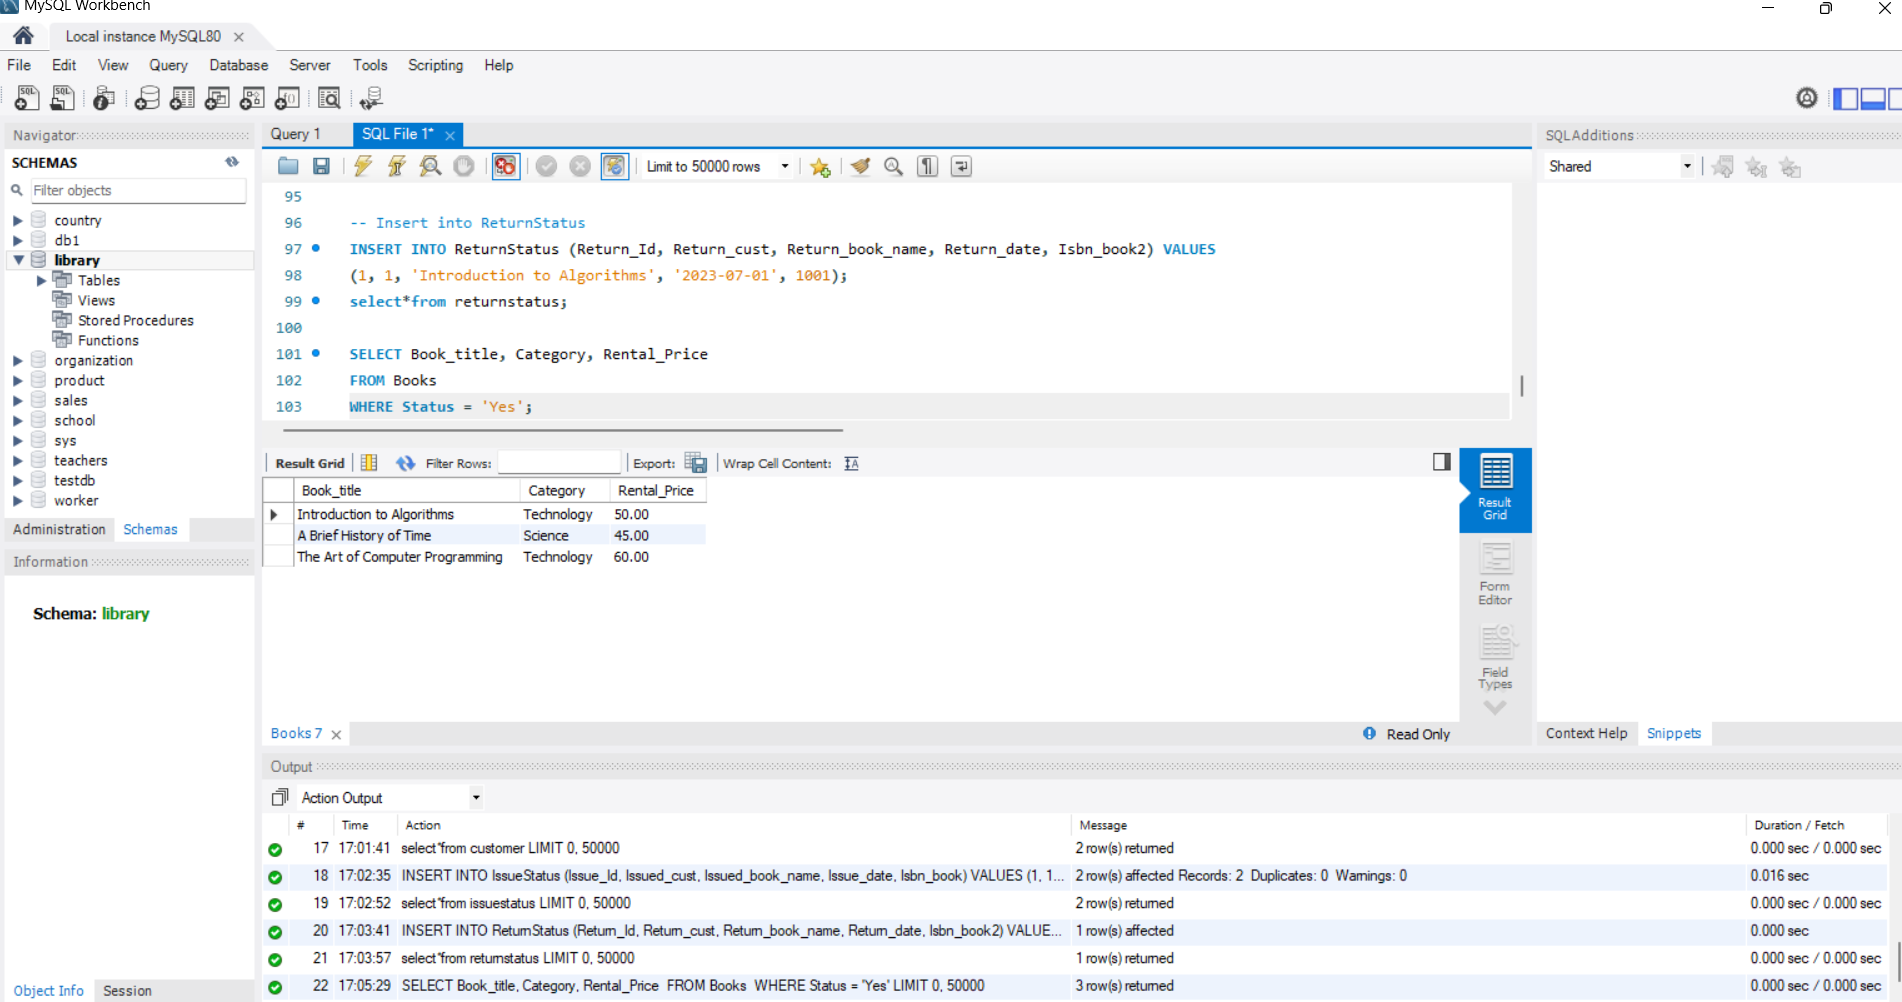 MySQL Workbench
Local instance MySQL80
File Edit View Query Database Server Tools Scripting Help
Navigator
SCHEMAS
Filter objects
country
db1
library
Tables
Views
Stored Procedures
Functions
organization
product
sales
school
sys
teachers
testdb
worker
Administration Schemas
Information
Schema: library
Object Info Session
Query 1 SQL File 1*
Limit to 50000 rows
95
96 -- Insert into ReturnStatus
97 INSERT INTO ReturnStatus (Return_Id, Return_cust, Return_book_name, Return_date, Isbn_book2) VALUES
98 (1, 1, 'Introduction to Algorithms', '2023-07-01', 1001);
99 select*from returnstatus;
100
101 SELECT Book_title, Category, Rental_Price
102 FROM Books
103 WHERE Status = 'Yes';
Result Grid Filter Rows: Export: Wrap Cell Content:
Book_title Category Rental_Price
Introduction to Algorithms Technology 50.00
A Brief History of Time Science 45.00
The Art of Computer Programming Technology 60.00
Result
Grid
Form
Editor
Field
Types
Books 7 Read Only
SQLAdditions
Shared
Context Help Snippets
Output
Action Output
# Time Action Message Duration / Fetch
17 17:01:41 select*from customer LIMIT 0, 50000 2 row(s) returned 0.000 sec / 0.000 sec
18 17:02:35 INSERT INTO IssueStatus (Issue_Id, Issued_cust, Issued_book_name, Issue_date, Isbn_book) VALUES (1, 1... 2 row(s) affected Records: 2 Duplicates: 0 Warnings: 0 0.016 sec
19 17:02:52 select*from issuestatus LIMIT 0, 50000 2 row(s) returned 0.000 sec / 0.000 sec
20 17:03:41 INSERT INTO ReturnStatus (Return_Id, Return_cust, Return_book_name, Return_date, Isbn_book2) VALUE... 1 row(s) affected 0.000 sec
21 17:03:57 select*from returnstatus LIMIT 0, 50000 1 row(s) returned 0.000 sec / 0.000 sec
22 17:05:29 SELECT Book_title, Category, Rental_Price FROM Books WHERE Status = 'Yes' LIMIT 0, 50000 3 row(s) returned 0.000 sec / 0.000 sec